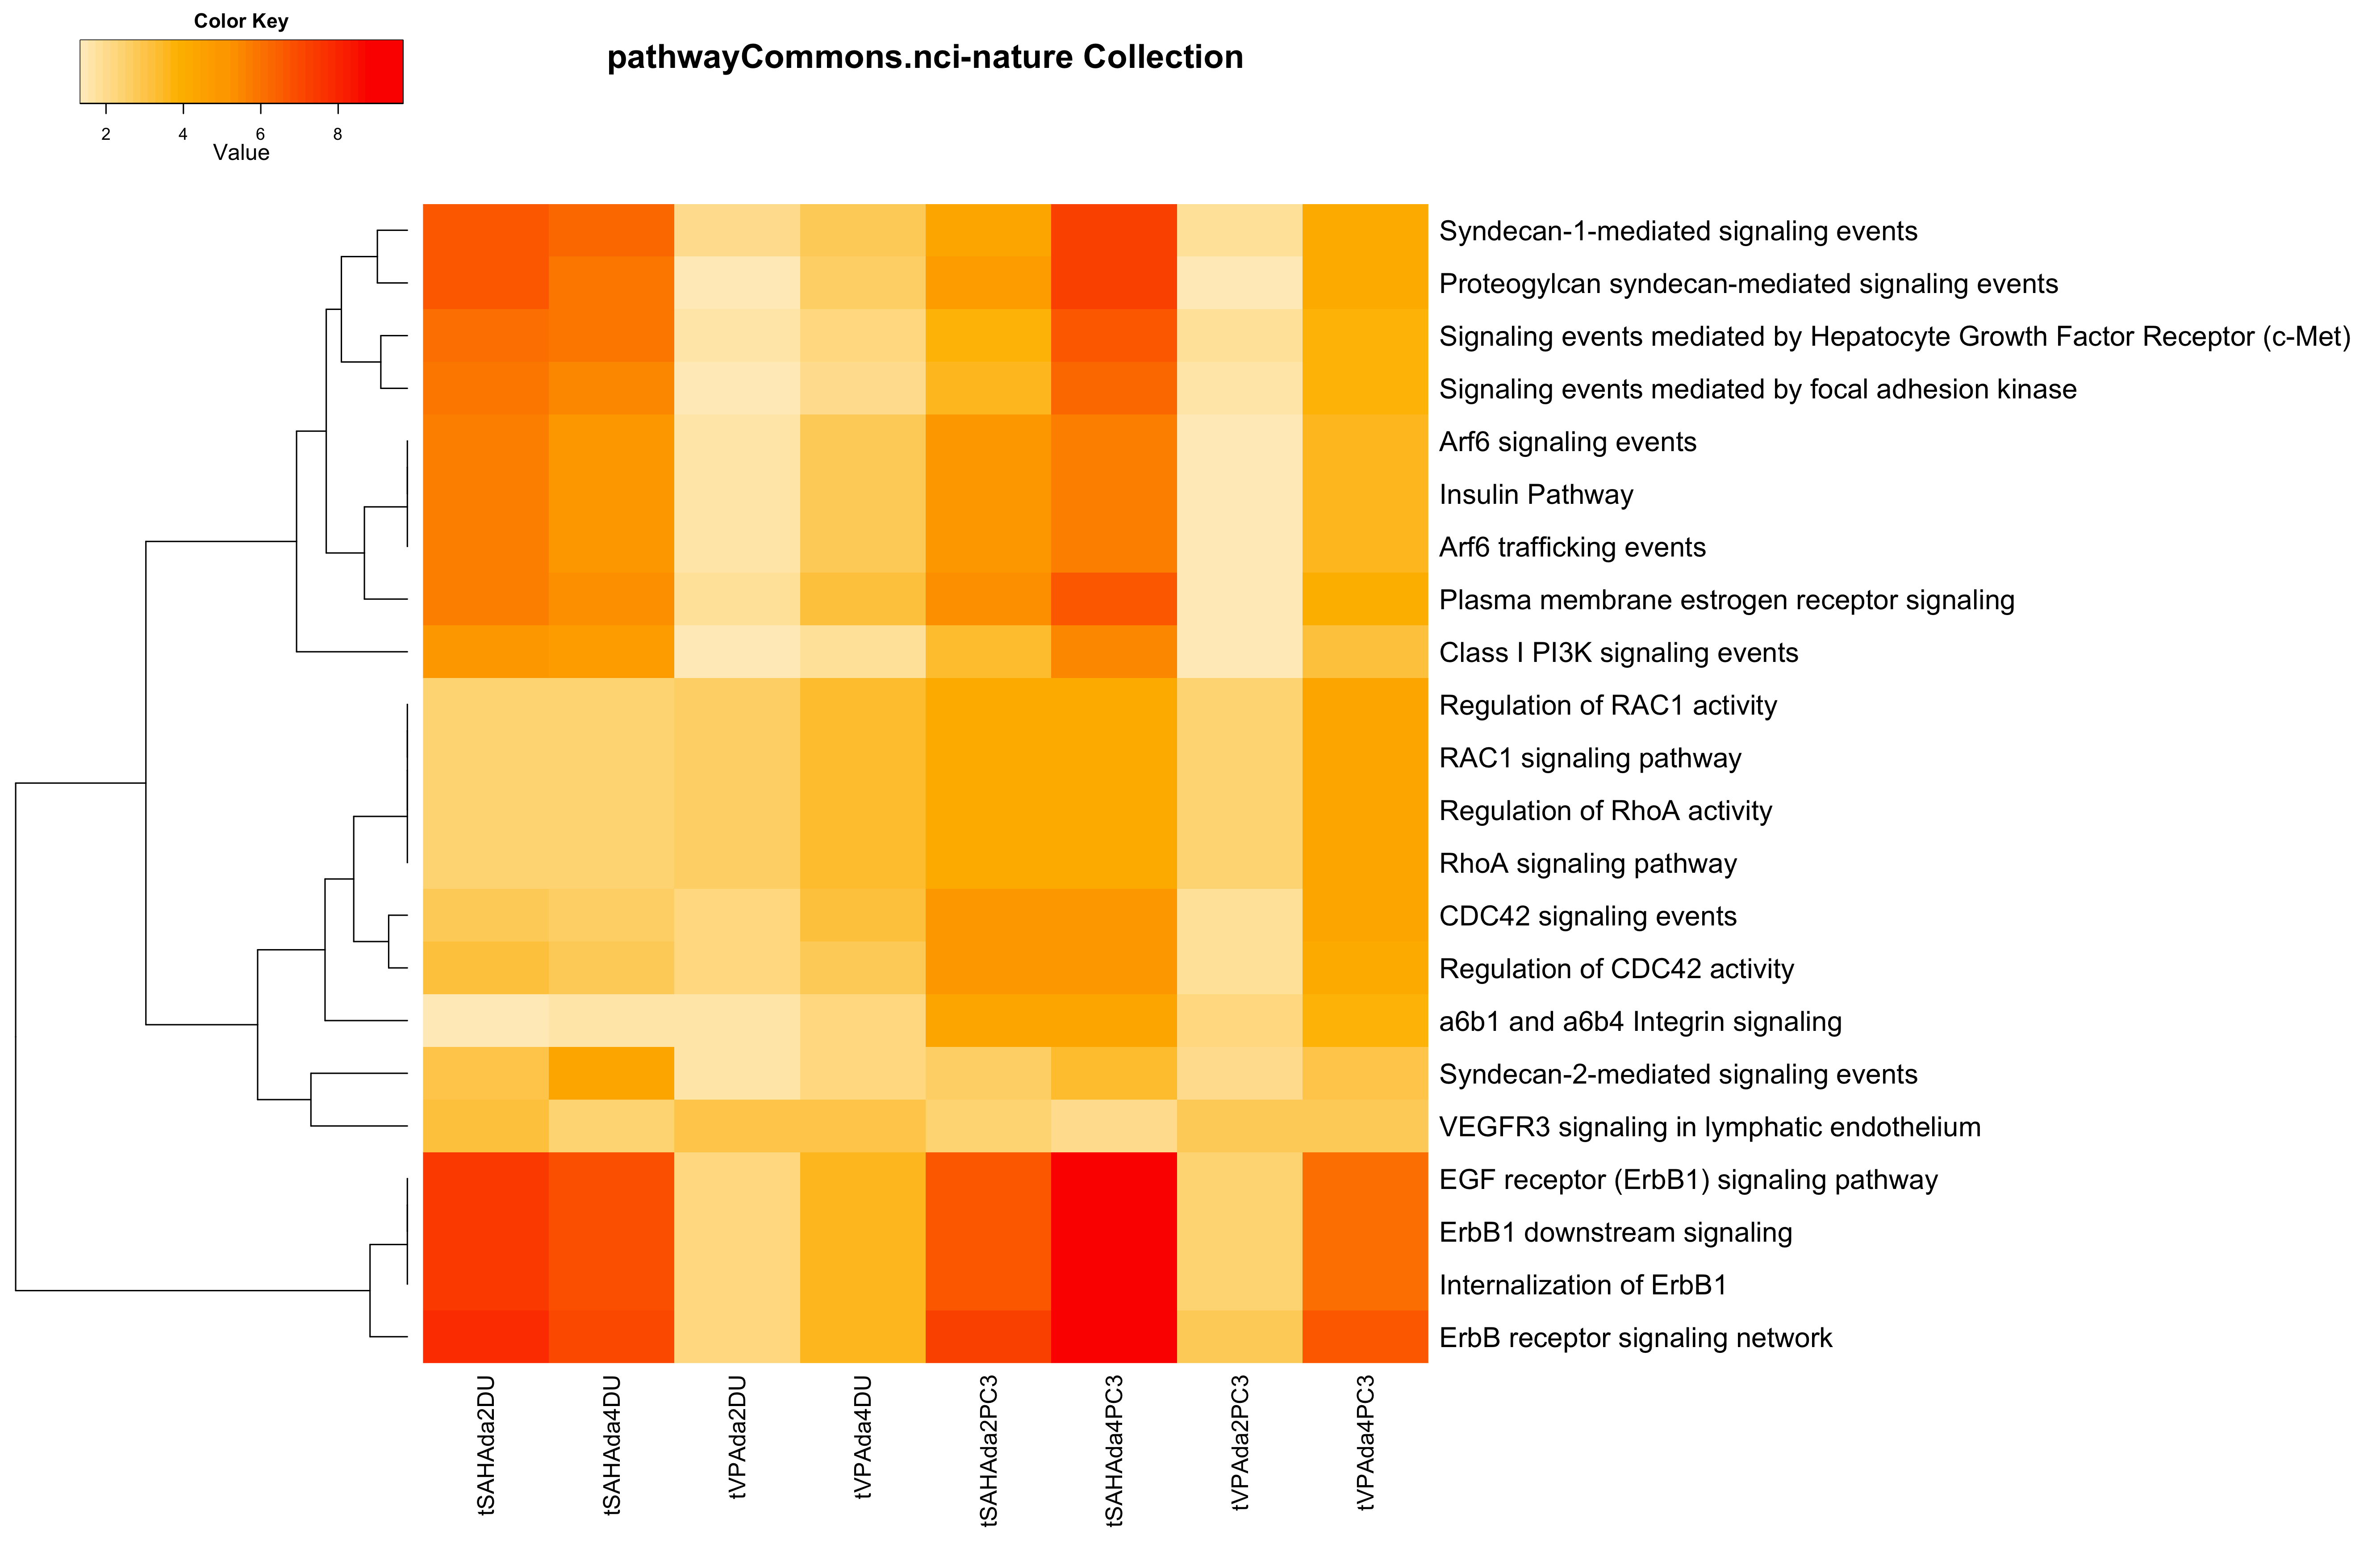 Color Key
2 4 6 8
Value
pathwayCommons.nci-nature Collection
Syndecan-1-mediated signaling events
Proteogylcan syndecan-mediated signaling events
Signaling events mediated by Hepatocyte Growth Factor Receptor (c-Met)
Signaling events mediated by focal adhesion kinase
Arf6 signaling events
Insulin Pathway
Arf6 trafficking events
Plasma membrane estrogen receptor signaling
Class I PI3K signaling events
Regulation of RAC1 activity
RAC1 signaling pathway
Regulation of RhoA activity
RhoA signaling pathway
CDC42 signaling events
Regulation of CDC42 activity
a6b1 and a6b4 Integrin signaling
Syndecan-2-mediated signaling events
VEGFR3 signaling in lymphatic endothelium
EGF receptor (ErbB1) signaling pathway
ErbB1 downstream signaling
Internalization of ErbB1
ErbB receptor signaling network
tSAHAda2DU
tSAHAda4DU
tVPAda2DU
tVPAda4DU
tSAHAda2PC3
tSAHAda4PC3
tVPAda2PC3
tVPAda4PC3